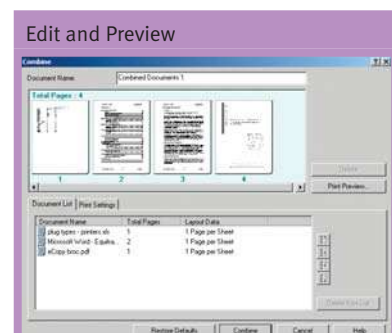 Edit and Preview
Combine
Document Name: Combined Documents 1
Total Pages : 4
1 2 3 4
Delete
Print Preview...
Document List Print Settings
Document Name Total Pages Layout Data
plug types - printers.xls 1 1 Page per Sheet
Microsoft Word - Equitra... 2 1 Page per Sheet
eCopy broc.pdf 1 1 Page per Sheet
Restore Defaults Combine Cancel Help